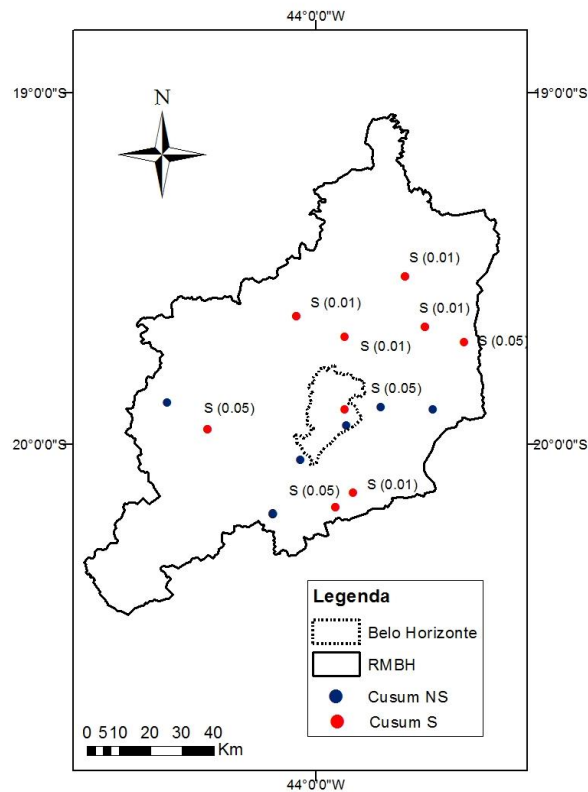 44°0'0"W
19°0'0"S
19°0'0"S
N
S (0.01)
S (0.01)
S (0.01)
S (0.01)
S (0.05)
S (0.05)
S (0.05)
20°0'0"S
20°0'0"S
S (0.05)
S (0.01)
Legenda
Belo Horizonte
RMBH
Cusum NS
Cusum S
0 5 10 20 30 40
Km
44°0'0"W